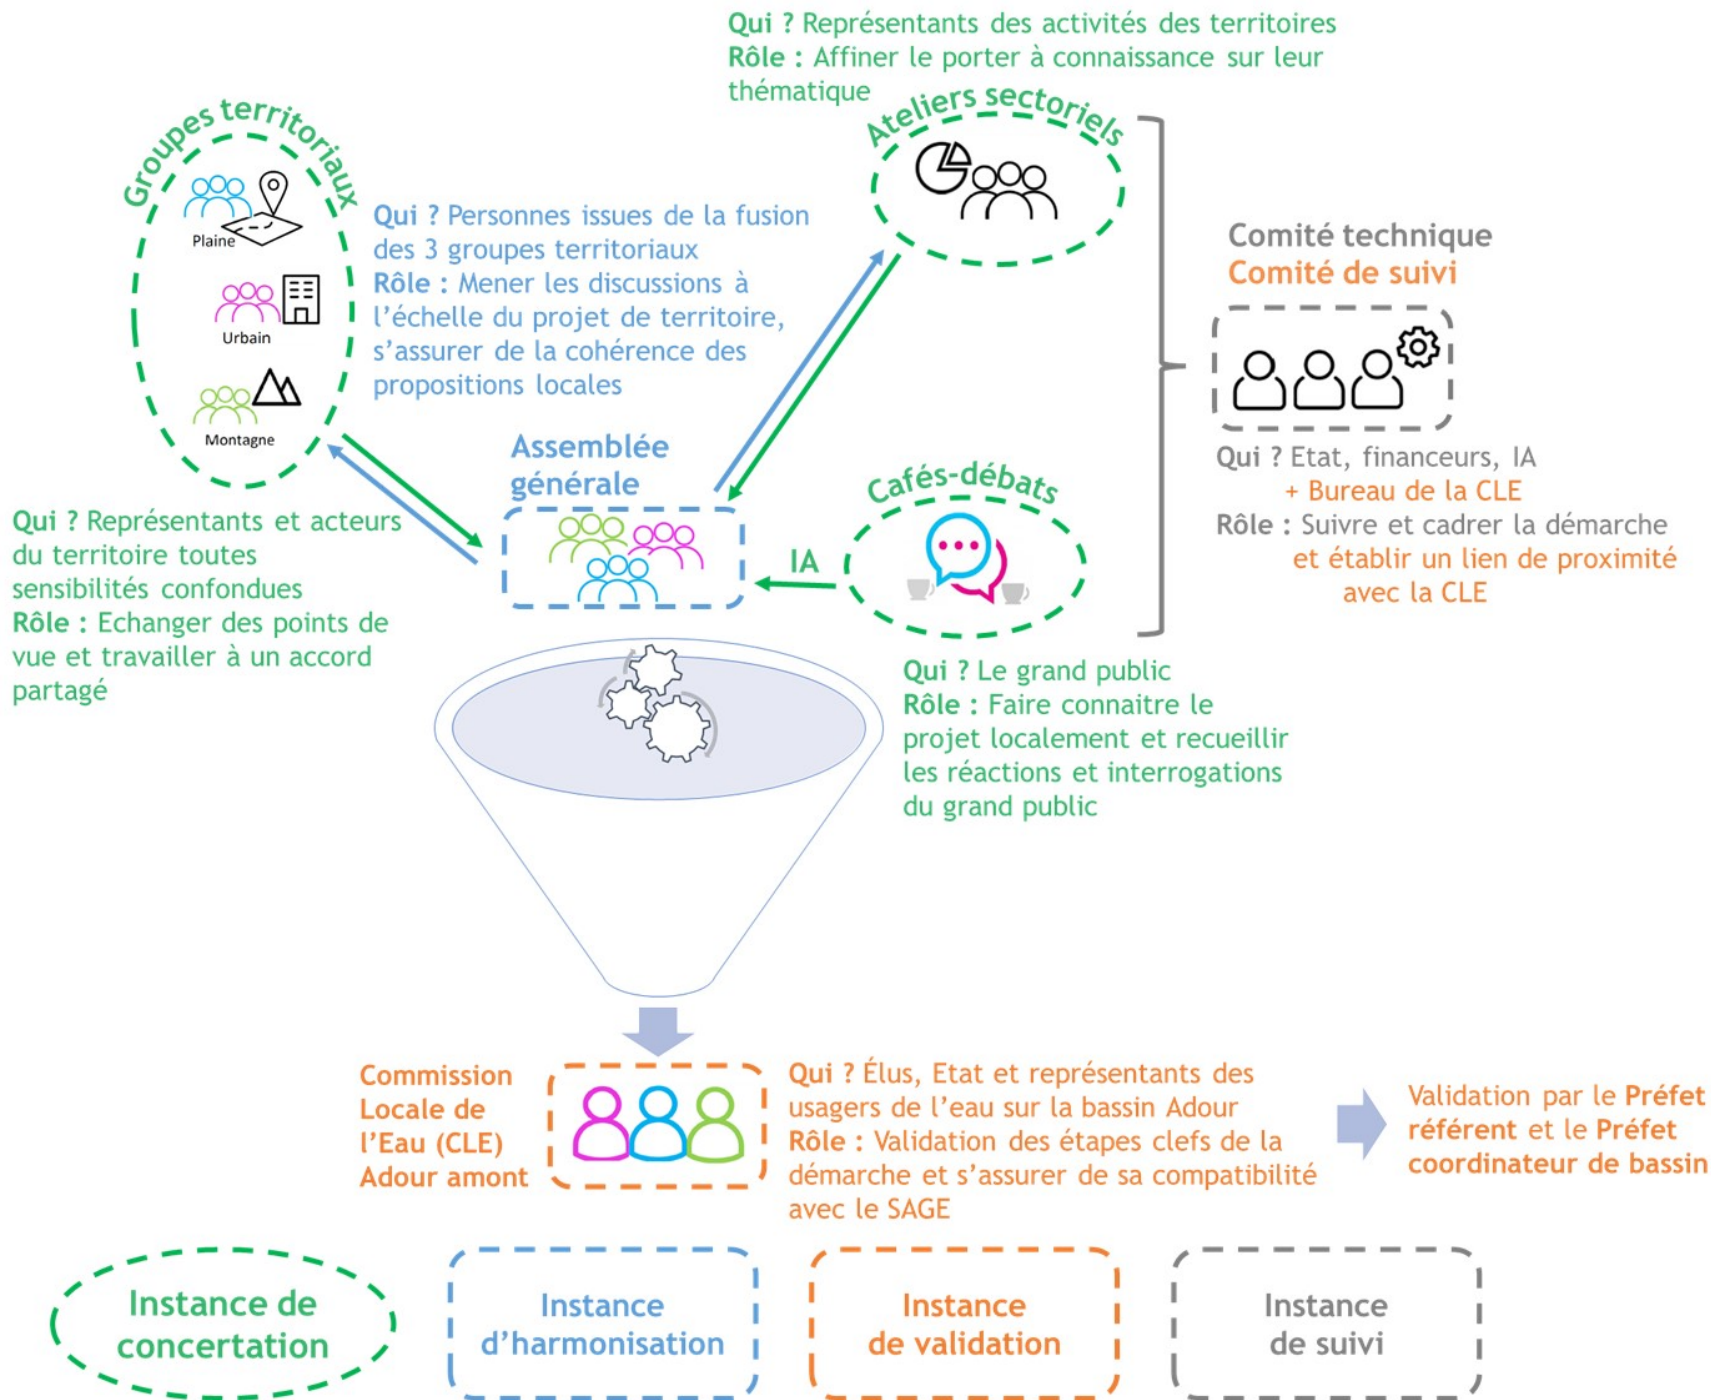 Qui ? Représentants des activités des territoires
Rôle : Affiner le porter à connaissance sur leur
thématique
Ateliers sectoriels
Groupes territoriaux
Plaine
Urbain
Montagne
Qui ? Personnes issues de la fusion
des 3 groupes territoriaux
Rôle : Mener les discussions à
l’échelle du projet de territoire,
s’assurer de la cohérence des
propositions locales
Comité technique
Comité de suivi
Qui ? Etat, financeurs, IA
+ Bureau de la CLE
Rôle : Suivre et cadrer la démarche
et établir un lien de proximité
avec la CLE
Assemblée
générale
Cafés-débats
IA
Qui ? Représentants et acteurs
du territoire toutes
sensibilités confondues
Rôle : Echanger des points de
vue et travailler à un accord
partagé
Qui ? Le grand public
Rôle : Faire connaitre le
projet localement et recueillir
les réactions et interrogations
du grand public
Commission
Locale de
l’Eau (CLE)
Adour amont
Qui ? Élus, Etat et représentants des
usagers de l’eau sur la bassin Adour
Rôle : Validation des étapes clefs de la
démarche et s’assurer de sa compatibilité
avec le SAGE
Validation par le Préfet
référent et le Préfet
coordinateur de bassin
Instance de
concertation
Instance
d’harmonisation
Instance
de validation
Instance
de suivi